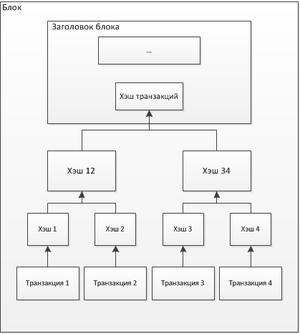 Блок
Заголовок блока
...
Хэш транзакций
Хэш 12
Хэш 34
Хэш 1
Хэш 2
Хэш 3
Хэш 4
Транзакция 1
Транзакция 2
Транзакция 3
Транзакция 4